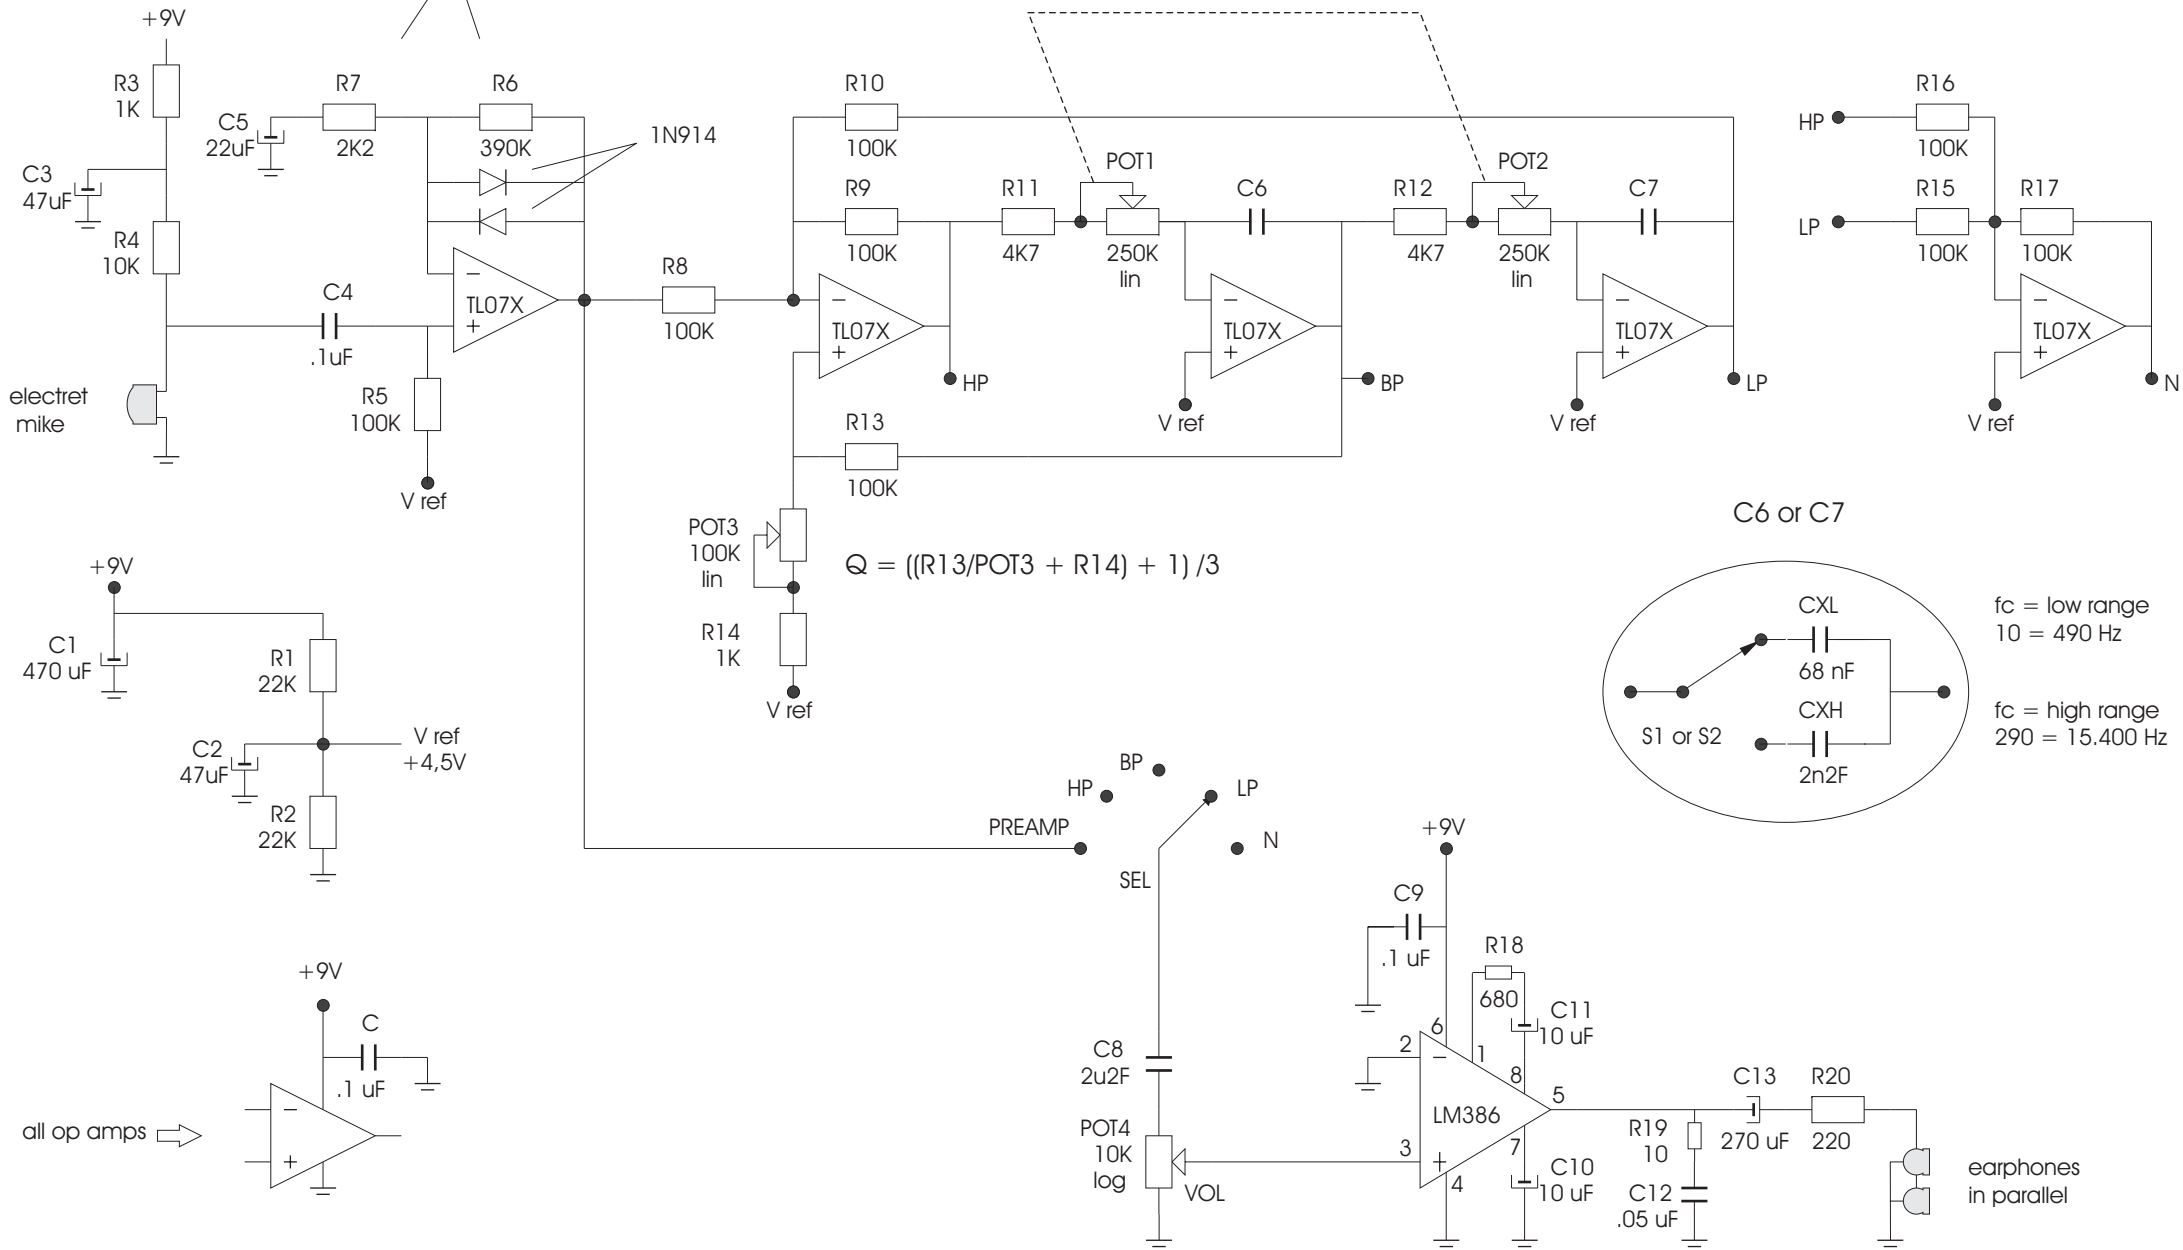 +9V
R3
1K
C3
47uF
R4
10K
electret
mike
C5
22uF
R7
2K2
R6
390K
1N914
C4
.1uF
TL07X
−
+
R5
100K
V ref
R8
100K
R10
100K
R9
100K
TL07X
−
+
HP
R11
4K7
POT1
250K
lin
C6
TL07X
−
+
V ref
BP
R12
4K7
POT2
250K
lin
C7
TL07X
−
+
V ref
LP
R13
100K
POT3
100K
lin
R14
1K
V ref
Q = ((R13/POT3 + R14) + 1) /3
HP
R16
100K
LP
R15
100K
R17
100K
TL07X
−
+
V ref
N
C6 or C7
CXL
68 nF
CXH
2n2F
S1 or S2
fc = low range
10 = 490 Hz
fc = high range
290 = 15.400 Hz
+9V
C1
470 uF
R1
22K
C2
47uF
V ref
+4,5V
R2
22K
+9V
C
.1 uF
−
+
all op amps
PREAMP
HP
BP
LP
N
SEL
C8
2u2F
POT4
10K
log
VOL
+9V
C9
.1 uF
R18
680
C11
10 uF
6
2
−
1
8
LM386
5
3
+
7
4
C10
10 uF
R19
10
C12
.05 uF
C13
270 uF
R20
220
earphones
in parallel